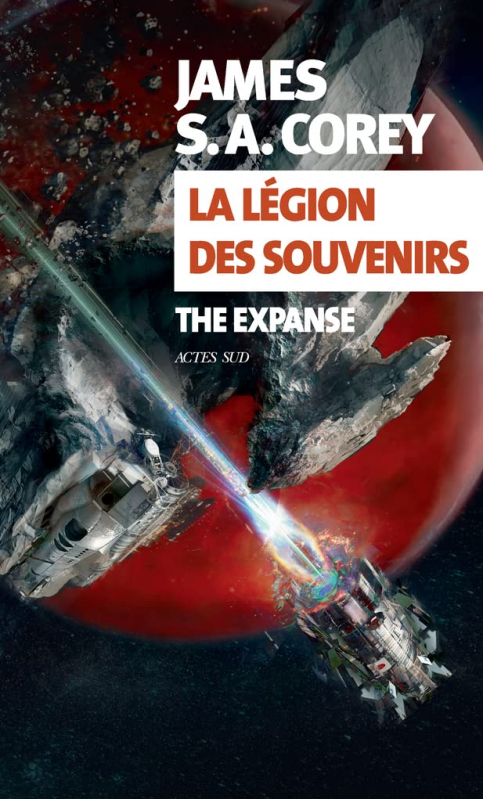 JAMES
S. A. COREY
LA LÉGION
DES SOUVENIRS
THE EXPANSE
ACTES SUD